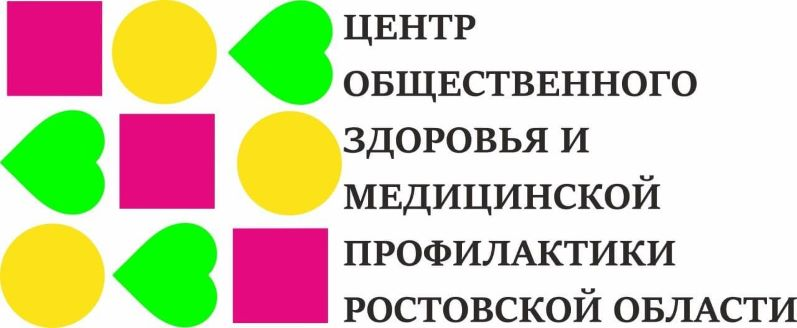 ЦЕНТР
ОБЩЕСТВЕННОГО
ЗДОРОВЬЯ И
МЕДИЦИНСКОЙ
ПРОФИЛАКТИКИ
РОСТОВСКОЙ ОБЛАСТИ